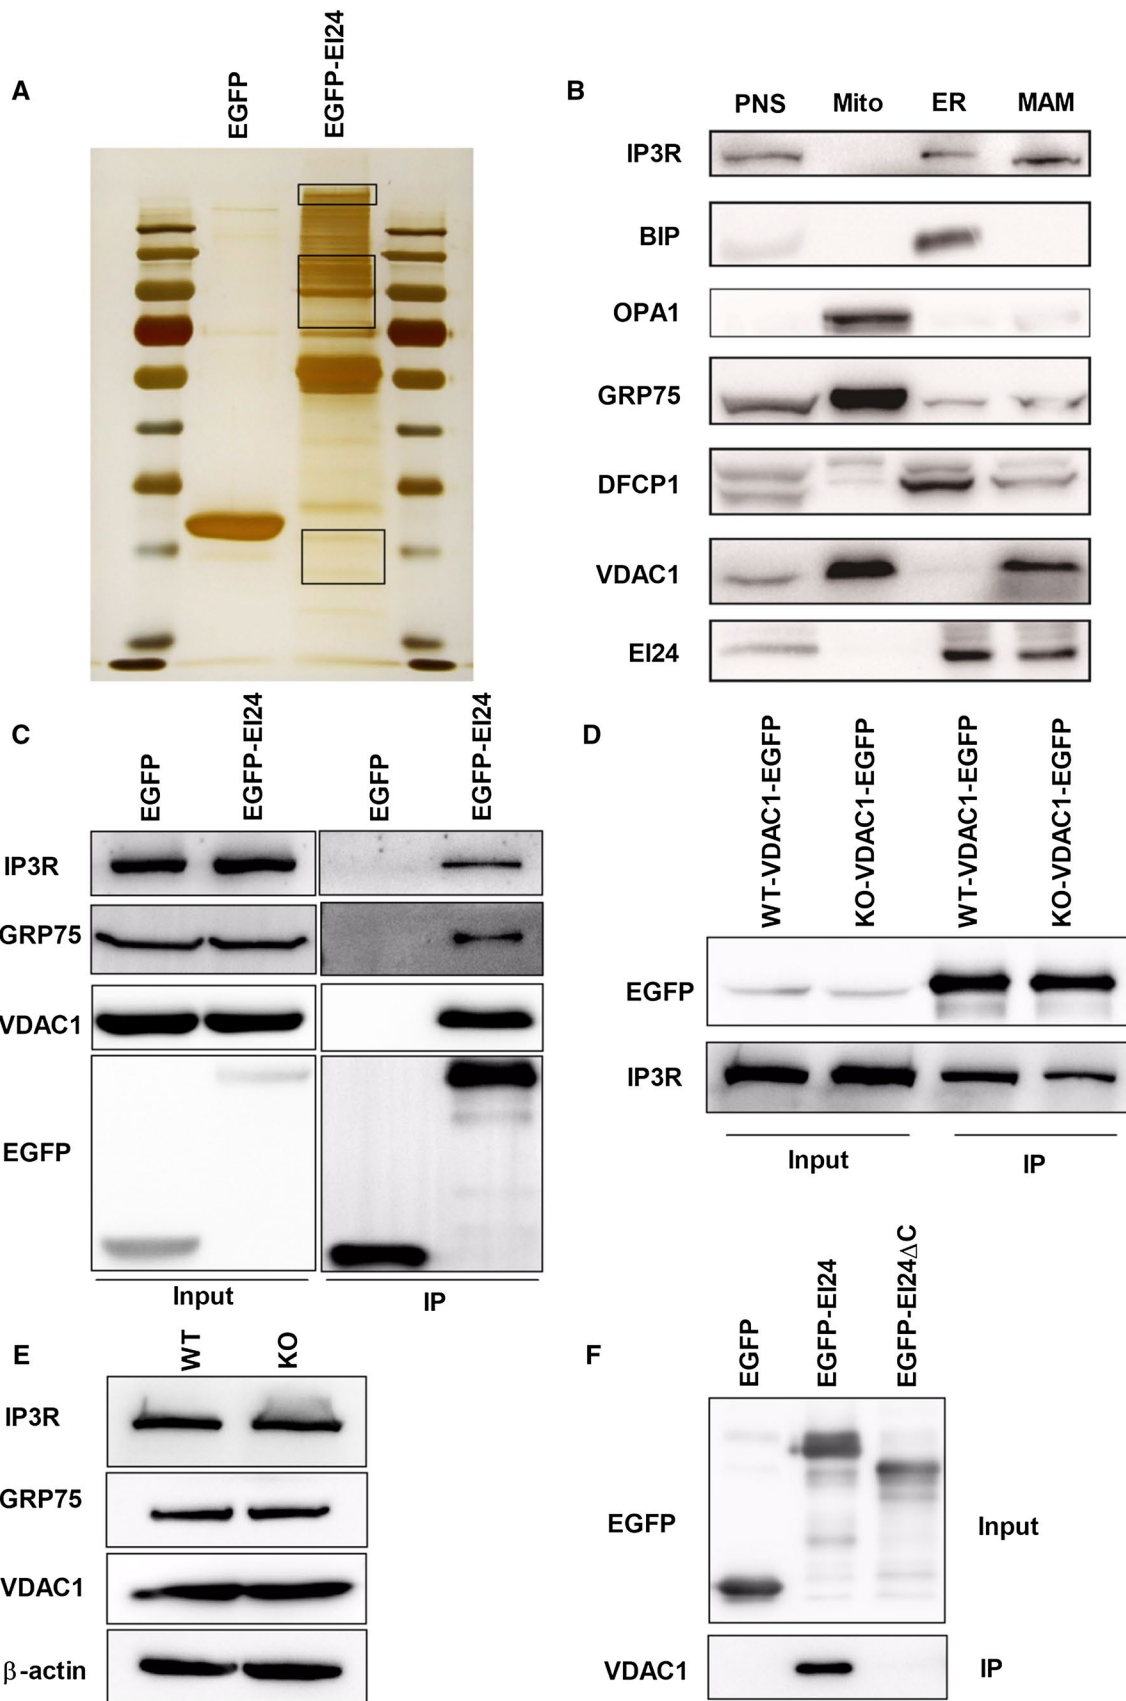 A
EGFP
EGFP-EI24
B
PNS Mito ER MAM
IP3R
BIP
OPA1
GRP75
DFCP1
VDAC1
EI24
C
EGFP
EGFP-EI24
EGFP
EGFP-EI24
IP3R
GRP75
VDAC1
EGFP
Input
IP
D
WT-VDAC1-EGFP
KO-VDAC1-EGFP
WT-VDAC1-EGFP
KO-VDAC1-EGFP
EGFP
IP3R
Input
IP
E
WT
KO
IP3R
GRP75
VDAC1
β-actin
F
EGFP
EGFP-EI24
EGFP-EI24ΔC
EGFP
Input
VDAC1
IP